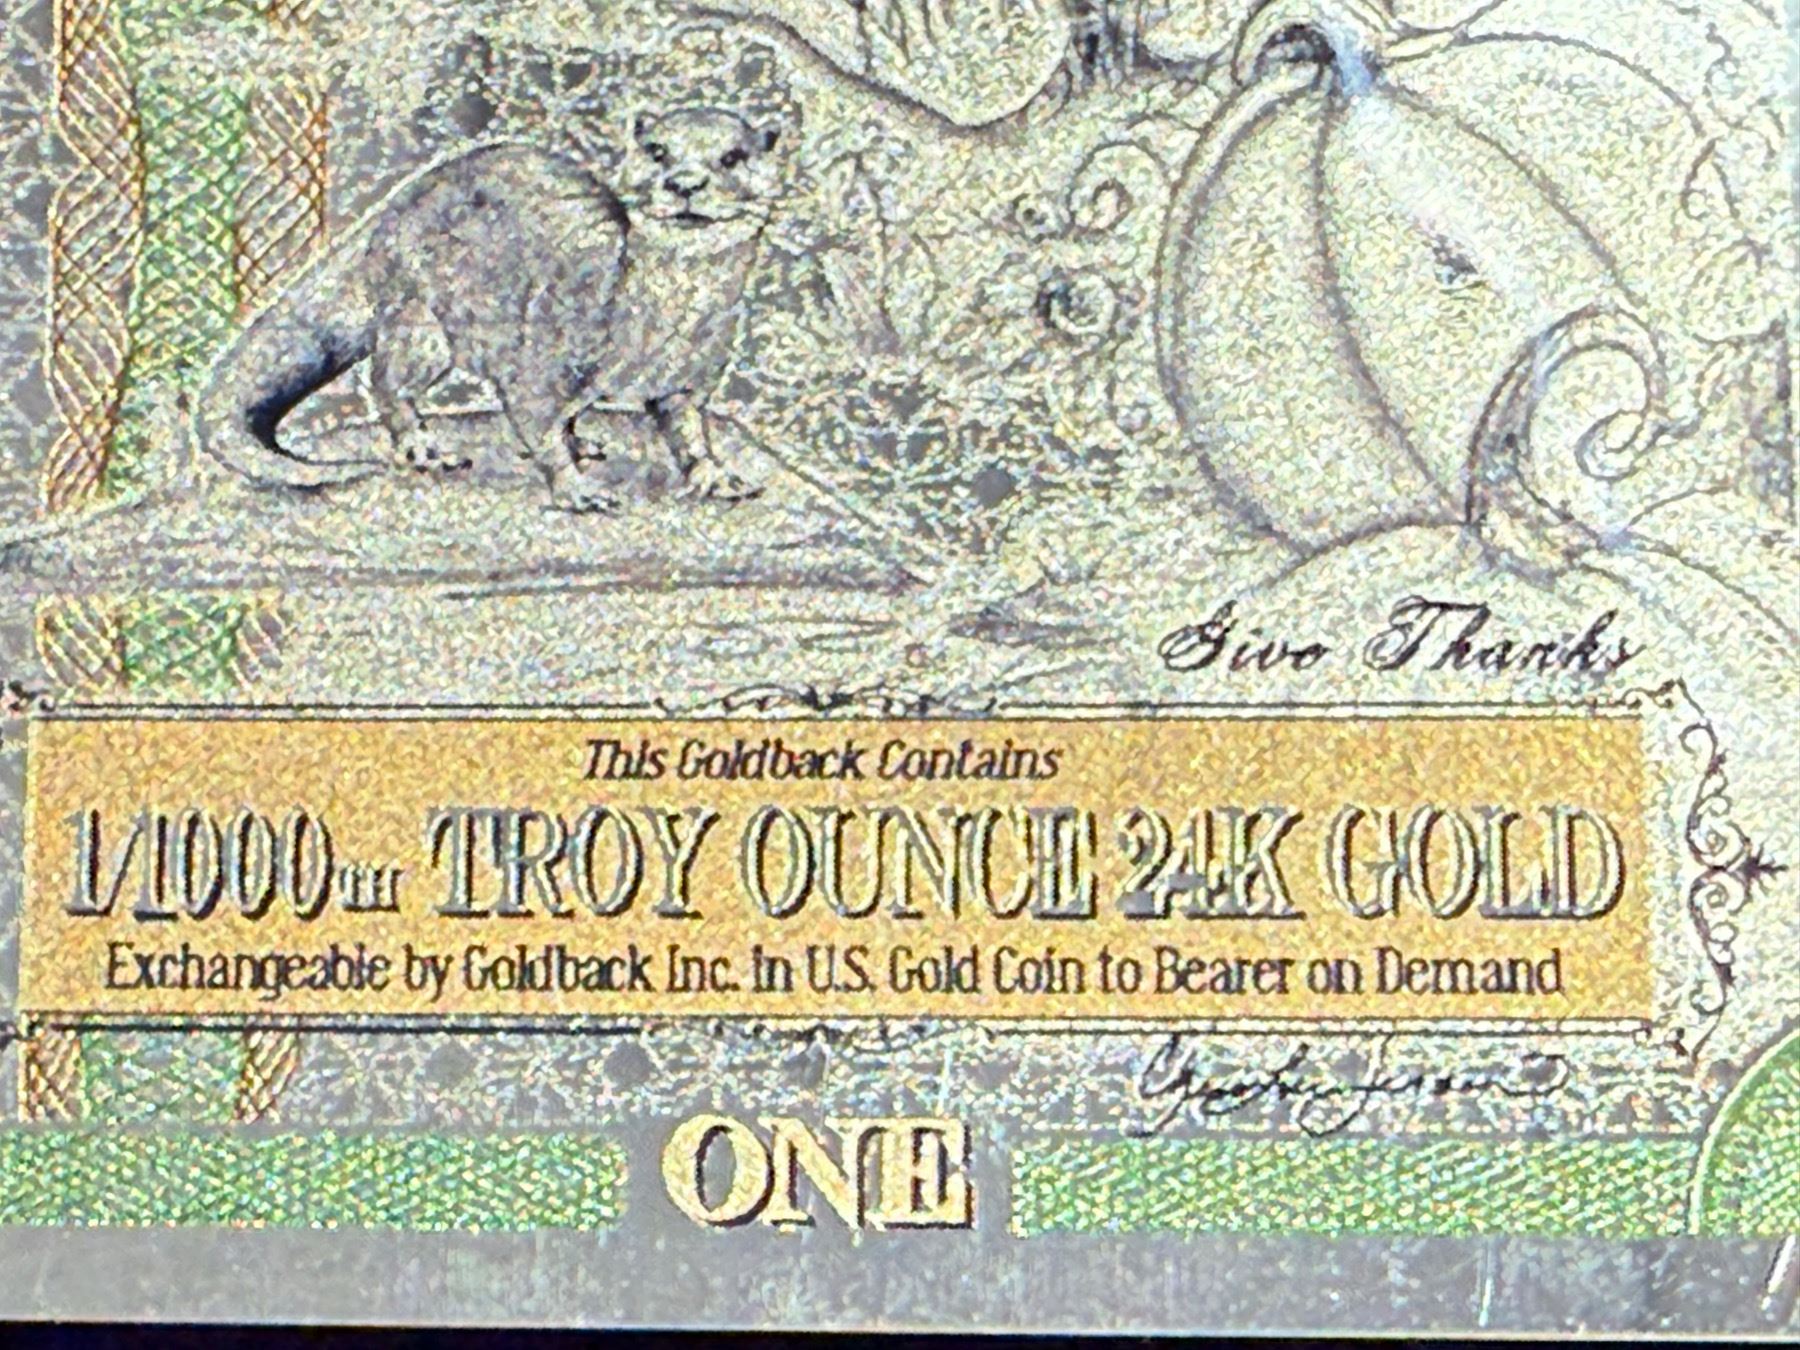 Give Thanks
This Goldback Contains
1/1000TH TROY OUNCE 24K GOLD
Exchangeable by Goldback Inc. in U.S. Gold Coin to Bearer on Demand
ONE